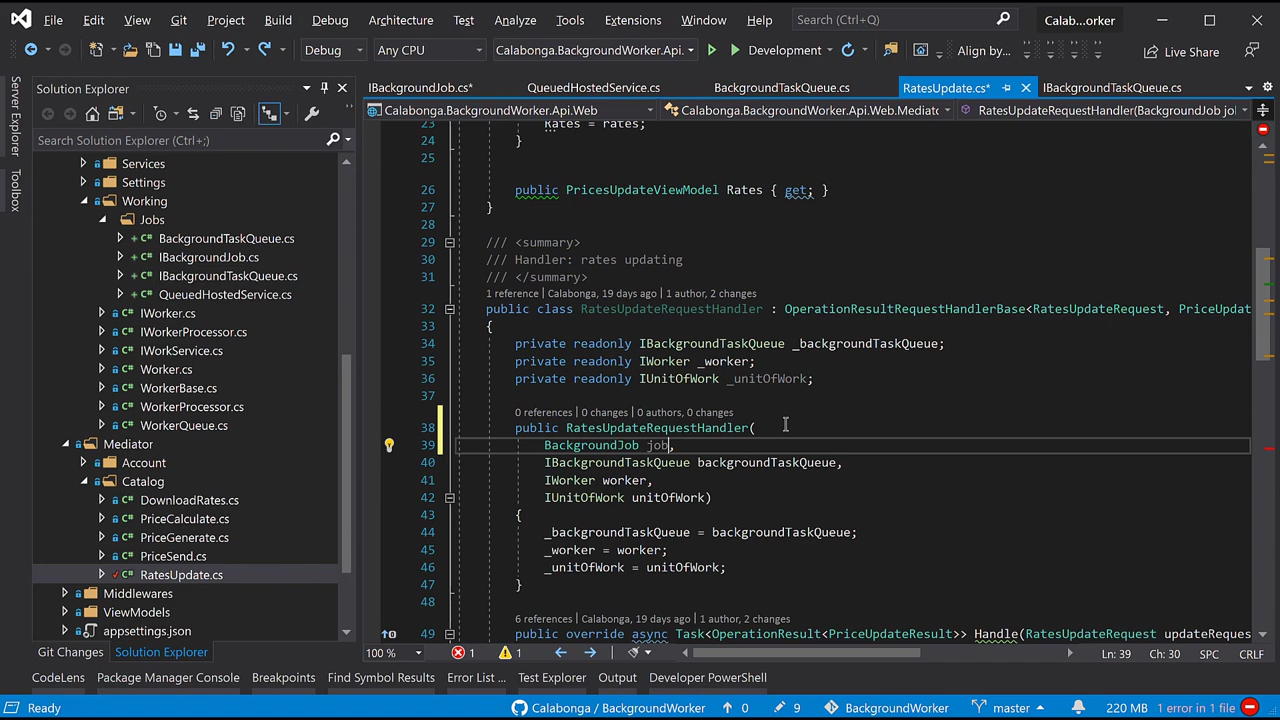 File Edit View Git Project Build Debug Architecture Test Analyze Tools Extensions Window Help Search (Ctrl+Q) Calab...orker
Debug Any CPU Calabonga.BackgroundWorker.Api. Development Align by... Live Share
Server Explorer
Toolbox
Solution Explorer
Search Solution Explorer (Ctrl+;)
Services
Settings
Working
Jobs
BackgroundTaskQueue.cs
IBackgroundJob.cs
IBackgroundTaskQueue.cs
QueuedHostedService.cs
IWorker.cs
IWorkerProcessor.cs
IWorkService.cs
Worker.cs
WorkerBase.cs
WorkerProcessor.cs
WorkerQueue.cs
Mediator
Account
Catalog
DownloadRates.cs
PriceCalculate.cs
PriceGenerate.cs
PriceSend.cs
RatesUpdate.cs
Middlewares
ViewModels
appsettings.json
Git Changes Solution Explorer
IBackgroundJob.cs* QueuedHostedService.cs BackgroundTaskQueue.cs RatesUpdate.cs* IBackgroundTaskQueue.cs
Calabonga.BackgroundWorker.Api.Web Calabonga.BackgroundWorker.Api.Web.Mediato RatesUpdateRequestHandler(BackgroundJob jol
23 Rates = rates;
24 }
25
26 public PricesUpdateViewModel Rates { get; }
27 }
28
29 /// <summary>
30 /// Handler: rates updating
31 /// </summary>
1 reference | Calabonga, 19 days ago | 1 author, 2 changes
32 public class RatesUpdateRequestHandler : OperationResultRequestHandlerBase<RatesUpdateRequest, PriceUpdat
33 {
34 private readonly IBackgroundTaskQueue _backgroundTaskQueue;
35 private readonly IWorker _worker;
36 private readonly IUnitOfWork _unitOfWork;
37
0 references | 0 changes | 0 authors, 0 changes
38 public RatesUpdateRequestHandler(
39 BackgroundJob job,
40 IBackgroundTaskQueue backgroundTaskQueue,
41 IWorker worker,
42 IUnitOfWork unitOfWork)
43 {
44 _backgroundTaskQueue = backgroundTaskQueue;
45 _worker = worker;
46 _unitOfWork = unitOfWork;
47 }
48
6 references | Calabonga, 19 days ago | 1 author, 2 changes
49 public override async Task<OperationResult<PriceUpdateResult>> Handle(RatesUpdateRequest updateReques
100 % 1 1 Ln: 39 Ch: 30 SPC CRLF
CodeLens Package Manager Console Breakpoints Find Symbol Results Error List ... Test Explorer Output Developer PowerShell
Ready Calabonga / BackgroundWorker 0 9 BackgroundWorker master 220 MB 1 error in 1 file